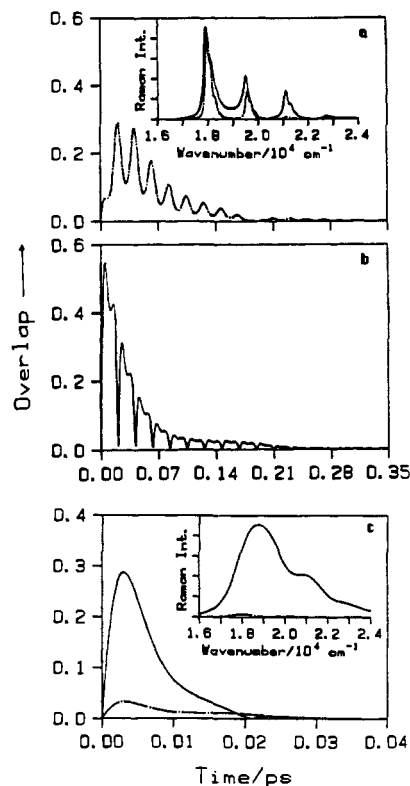 0.6
0.4
0.2
0.0
a
Raman Int.
1.6 1.8 2.0 2.2 2.4
Wavenumber/10⁴ cm⁻¹
0.6
0.4
0.2
0.0
b
0.00 0.07 0.14 0.21 0.28 0.35
Overlap
0.4
0.3
0.2
0.1
0.0
c
Raman Int.
1.6 1.8 2.0 2.2 2.4
Wavenumber/10⁴ cm⁻¹
0.00 0.01 0.02 0.03 0.04
Time/ps